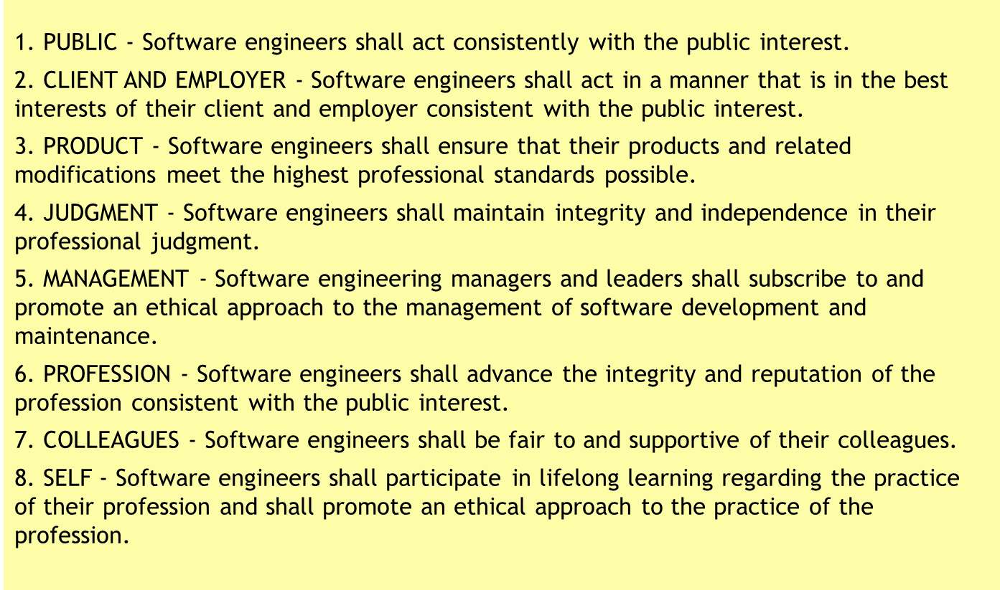 1. PUBLIC - Software engineers shall act consistently with the public interest.
2. CLIENT AND EMPLOYER - Software engineers shall act in a manner that is in the best
interests of their client and employer consistent with the public interest.
3. PRODUCT - Software engineers shall ensure that their products and related
modifications meet the highest professional standards possible.
4. JUDGMENT - Software engineers shall maintain integrity and independence in their
professional judgment.
5. MANAGEMENT - Software engineering managers and leaders shall subscribe to and
promote an ethical approach to the management of software development and
maintenance.
6. PROFESSION - Software engineers shall advance the integrity and reputation of the
profession consistent with the public interest.
7. COLLEAGUES - Software engineers shall be fair to and supportive of their colleagues.
8. SELF - Software engineers shall participate in lifelong learning regarding the practice
of their profession and shall promote an ethical approach to the practice of the
profession.